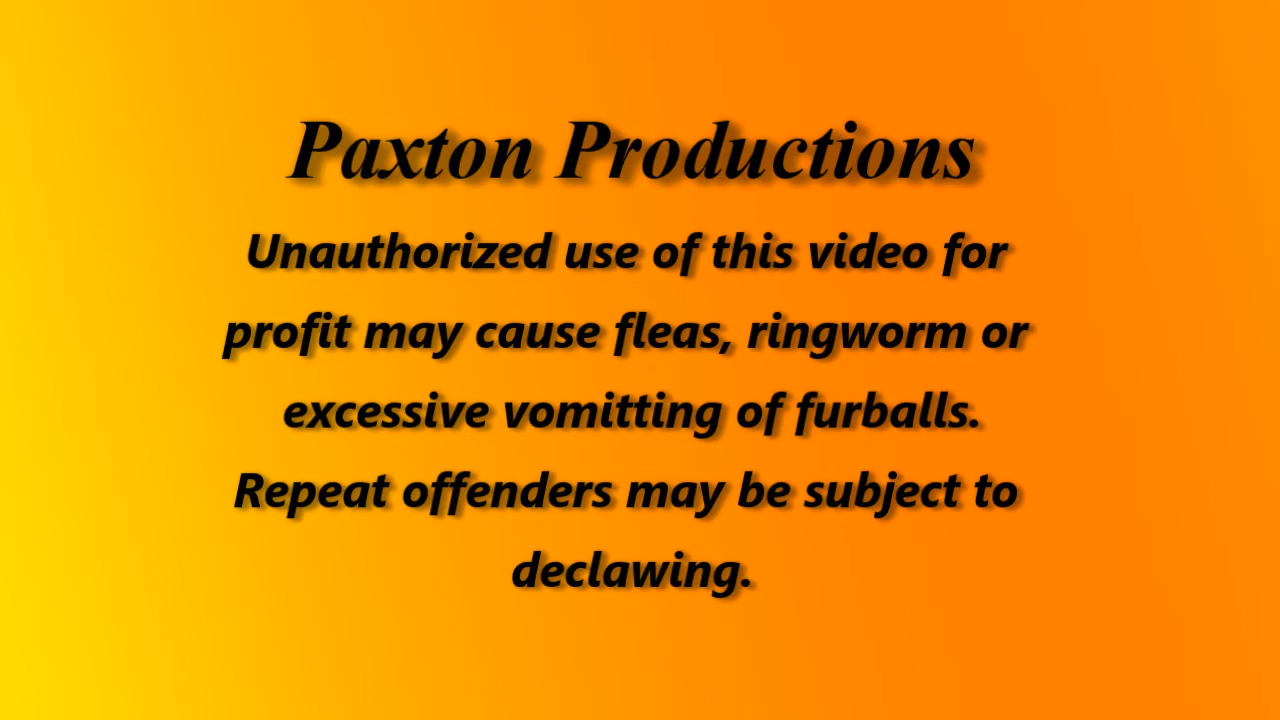 Paxton Productions
Unauthorized use of this video for
profit may cause fleas, ringworm or
excessive vomitting of furballs.
Repeat offenders may be subject to
declawing.